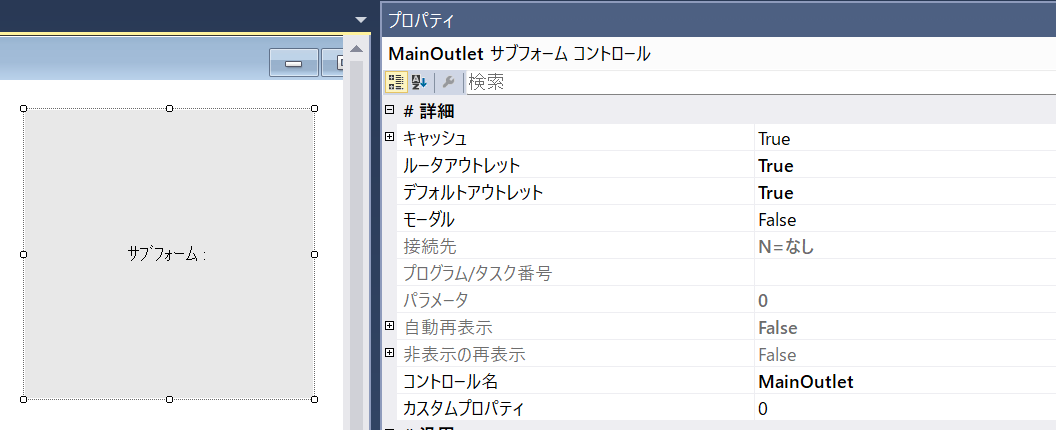 プロパティ
MainOutlet サブフォーム コントロール
検索
# 詳細
キャッシュ True
ルータアウトレット True
デフォルトアウトレット True
モーダル False
接続先 N=なし
プログラム/タスク番号
パラメータ 0
自動再表示 False
非表示の再表示 False
コントロール名 MainOutlet
カスタムプロパティ 0
サブフォーム :